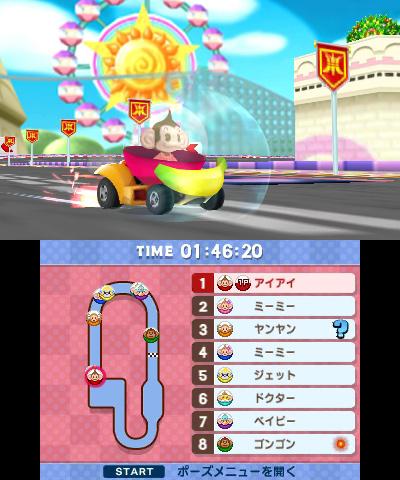 TIME 01:46:20
1 1P アイアイ
2 ミーミー
3 ヤンヤン
4 ミーミー
5 ジェット
6 ドクター
7 ベイビー
8 ゴンゴン
START ポーズメニューを開く